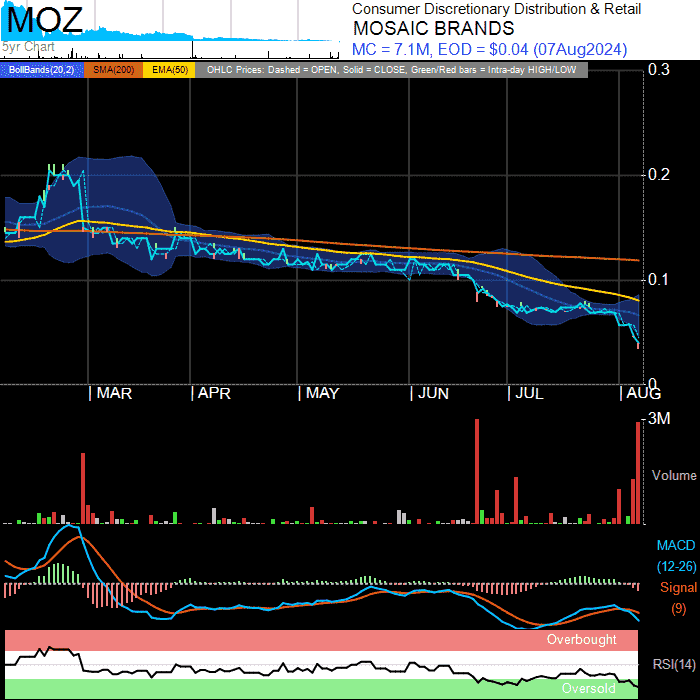 MOZ
5yr Chart
Consumer Discretionary Distribution & Retail
MOSAIC BRANDS
MC = 7.1M, EOD = $0.04 (07Aug2024)
BollBands(20,2) SMA(200) EMA(50) OHLC Prices: Dashed = OPEN, Solid = CLOSE, Green/Red bars = Intra-day HIGH/LOW
0.3
0.2
0.1
0
MAR APR MAY JUN JUL AUG
3M
Volume
MACD
(12-26)
Signal
(9)
Overbought
RSI(14)
Oversold